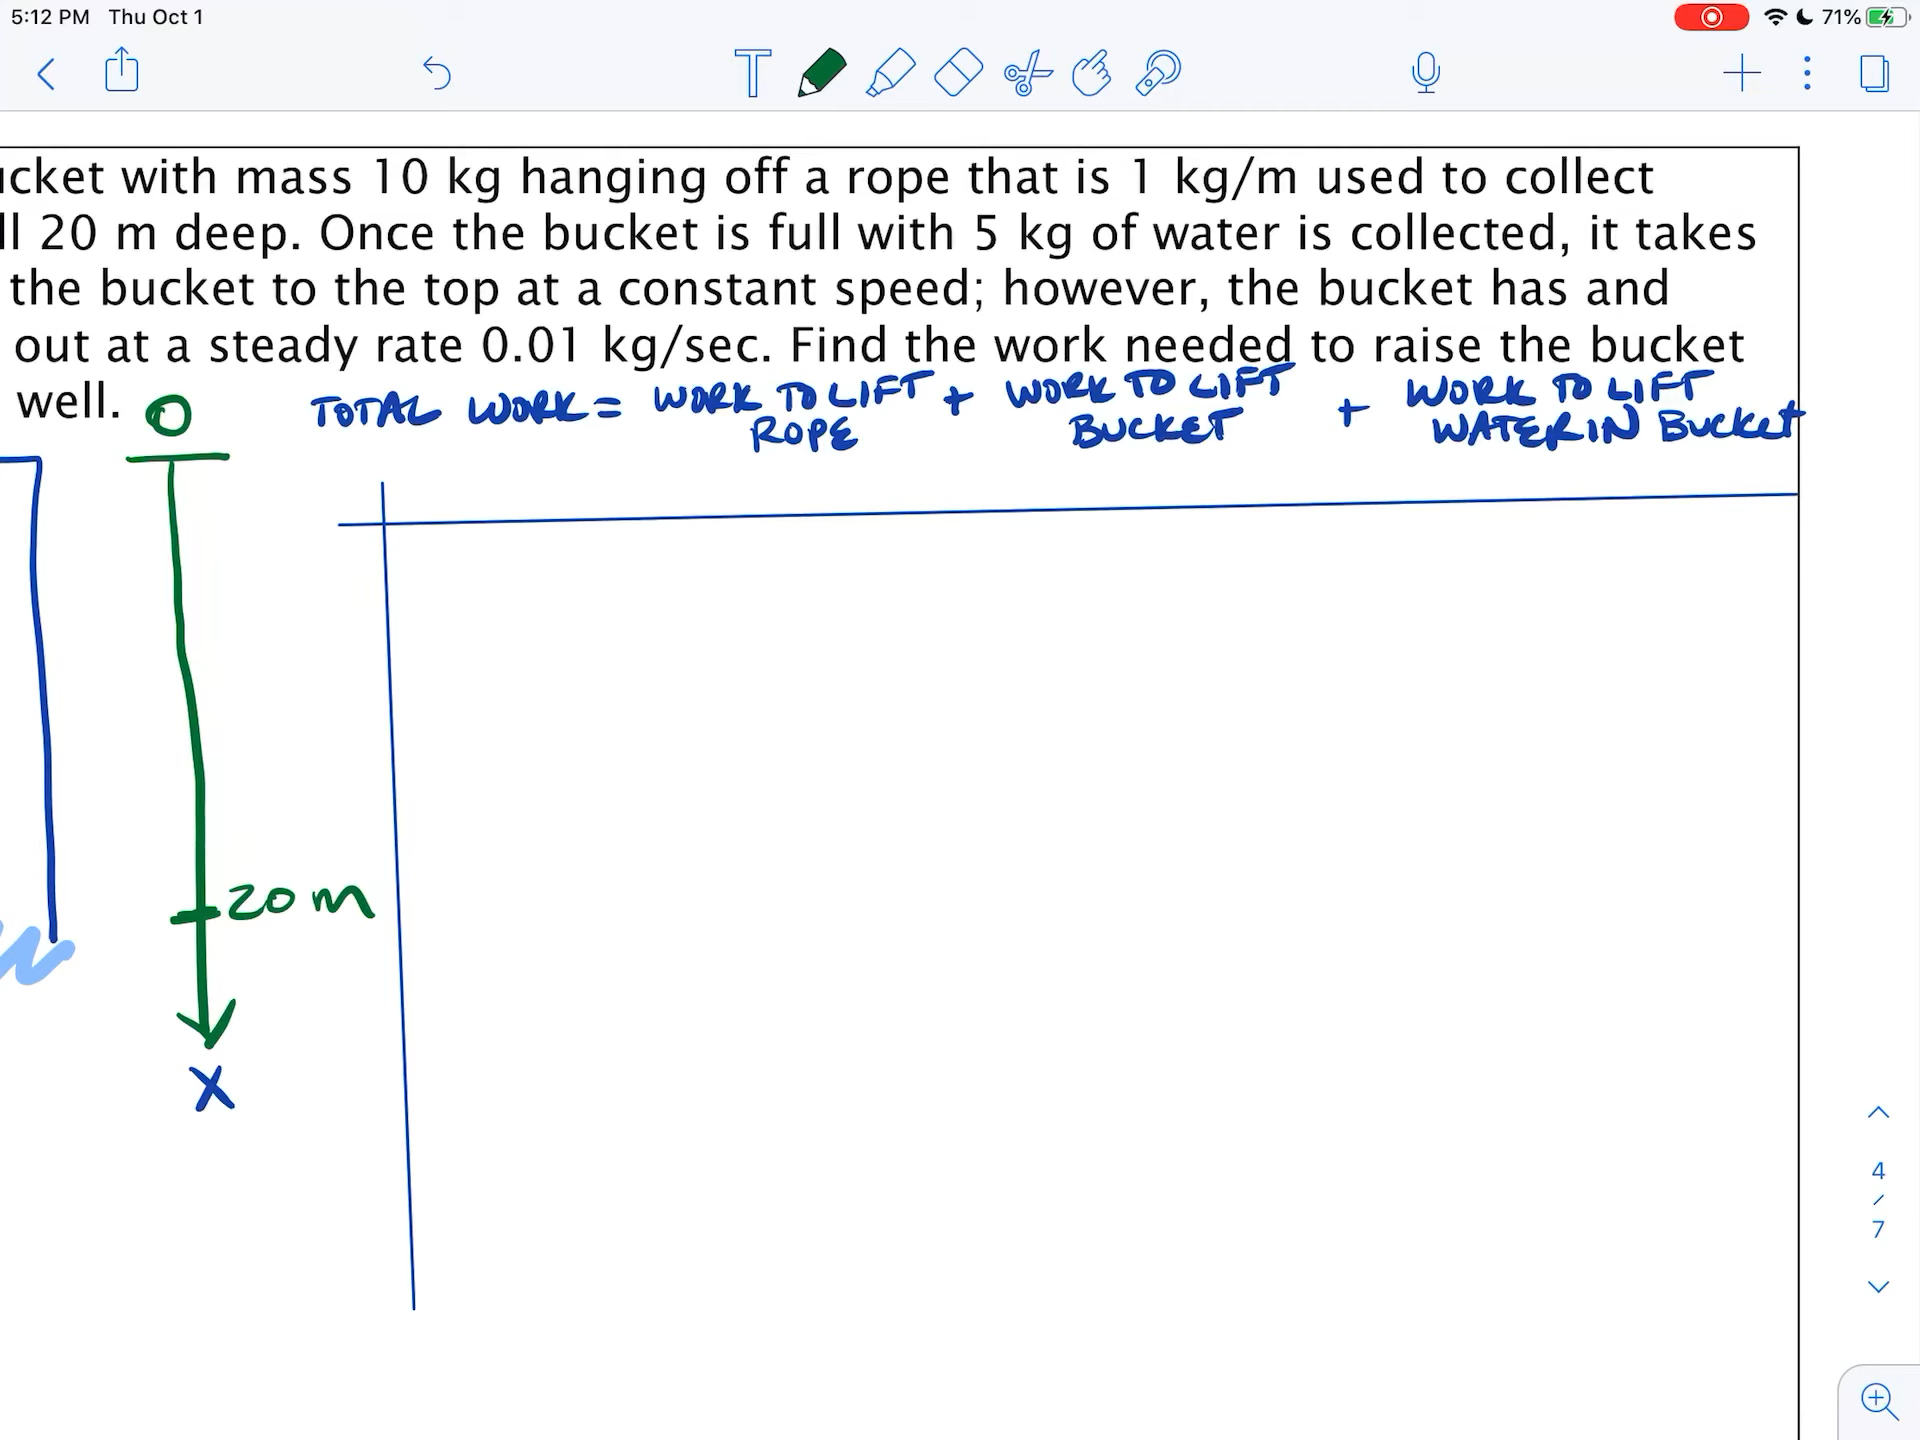 5:12 PM Thu Oct 1
71%
T
ucket with mass 10 kg hanging off a rope that is 1 kg/m used to collect
ll 20 m deep. Once the bucket is full with 5 kg of water is collected, it takes
the bucket to the top at a constant speed; however, the bucket has and
out at a steady rate 0.01 kg/sec. Find the work needed to raise the bucket
well.
0
TOTAL WORK = WORK TO LIFT ROPE + WORK TO LIFT BUCKET + WORK TO LIFT WATER IN BUCKET
20 m
X
4
/
7